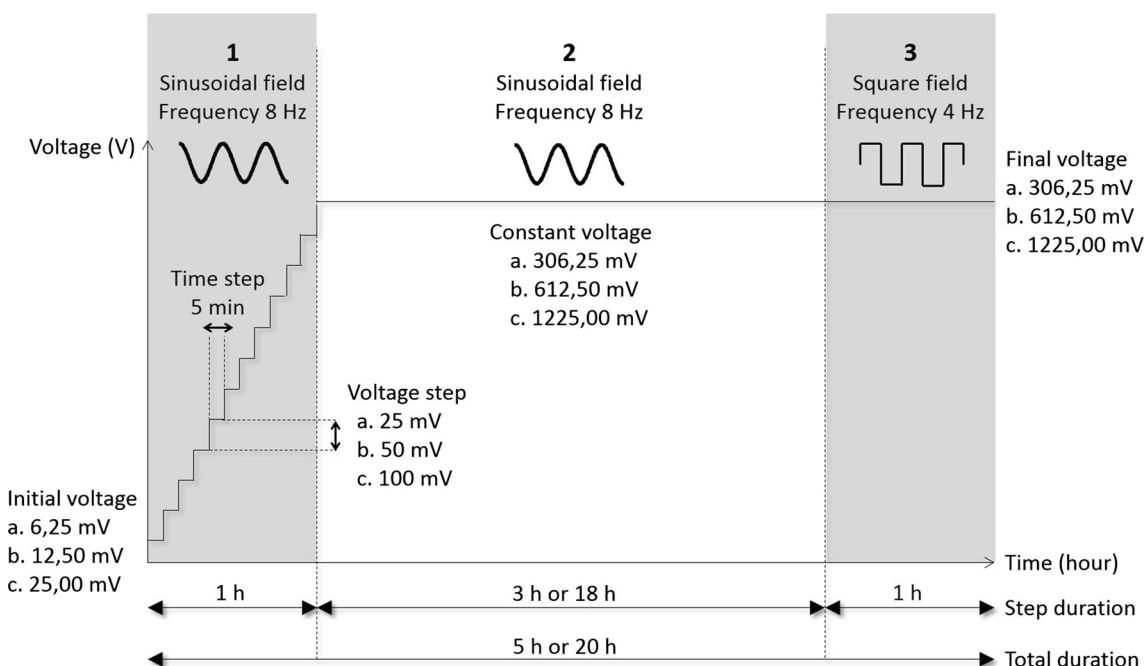 1
Sinusoidal field
Frequency 8 Hz
2
Sinusoidal field
Frequency 8 Hz
3
Square field
Frequency 4 Hz
Voltage (V)
Final voltage
a. 306,25 mV
b. 612,50 mV
c. 1225,00 mV
Constant voltage
a. 306,25 mV
b. 612,50 mV
c. 1225,00 mV
Time step
5 min
Voltage step
a. 25 mV
b. 50 mV
c. 100 mV
Initial voltage
a. 6,25 mV
b. 12,50 mV
c. 25,00 mV
Time (hour)
1 h
3 h or 18 h
1 h
Step duration
5 h or 20 h
Total duration